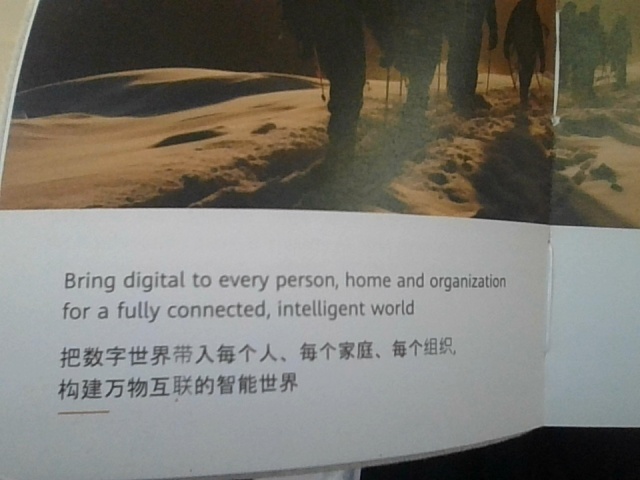 Bring digital to every person, home and organization
for a fully connected, intelligent world
把数字世界带入每个人、每个家庭、每个组织,
构建万物互联的智能世界